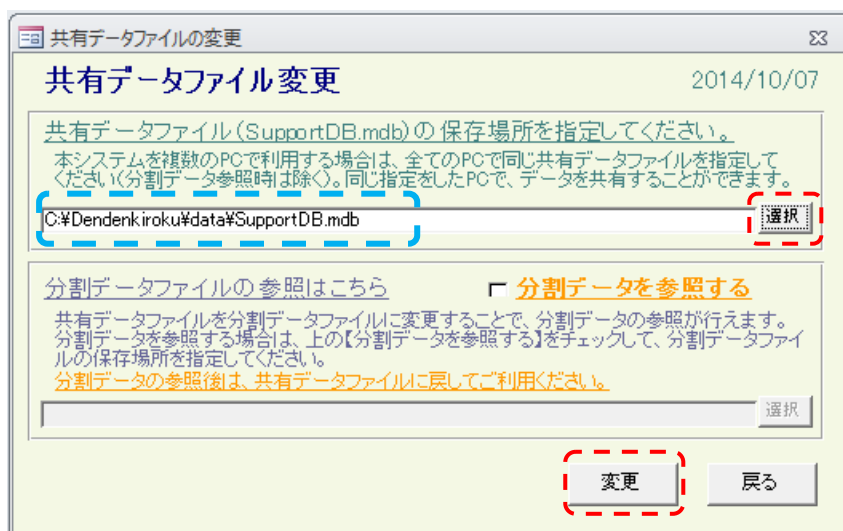 共有データファイルの変更
共有データファイル変更
2014/10/07
共有データファイル(SupportDB.mdb)の保存場所を指定してください。
本システムを複数のPCで利用する場合は、全てのPCで同じ共有データファイルを指定して
ください(分割データ参照時は除く)。同じ指定をしたPCで、データを共有することができます。
C:¥Dendenkiroku¥data¥SupportDB.mdb
選択
分割データファイルの参照はこちら
分割データを参照する
共有データファイルを分割データファイルに変更することで、分割データの参照が行えます。
分割データを参照する場合は、上の【分割データを参照する】をチェックして、分割データファイ
ルの保存場所を指定してください。
分割データの参照後は、共有データファイルに戻してご利用ください。
選択
変更
戻る